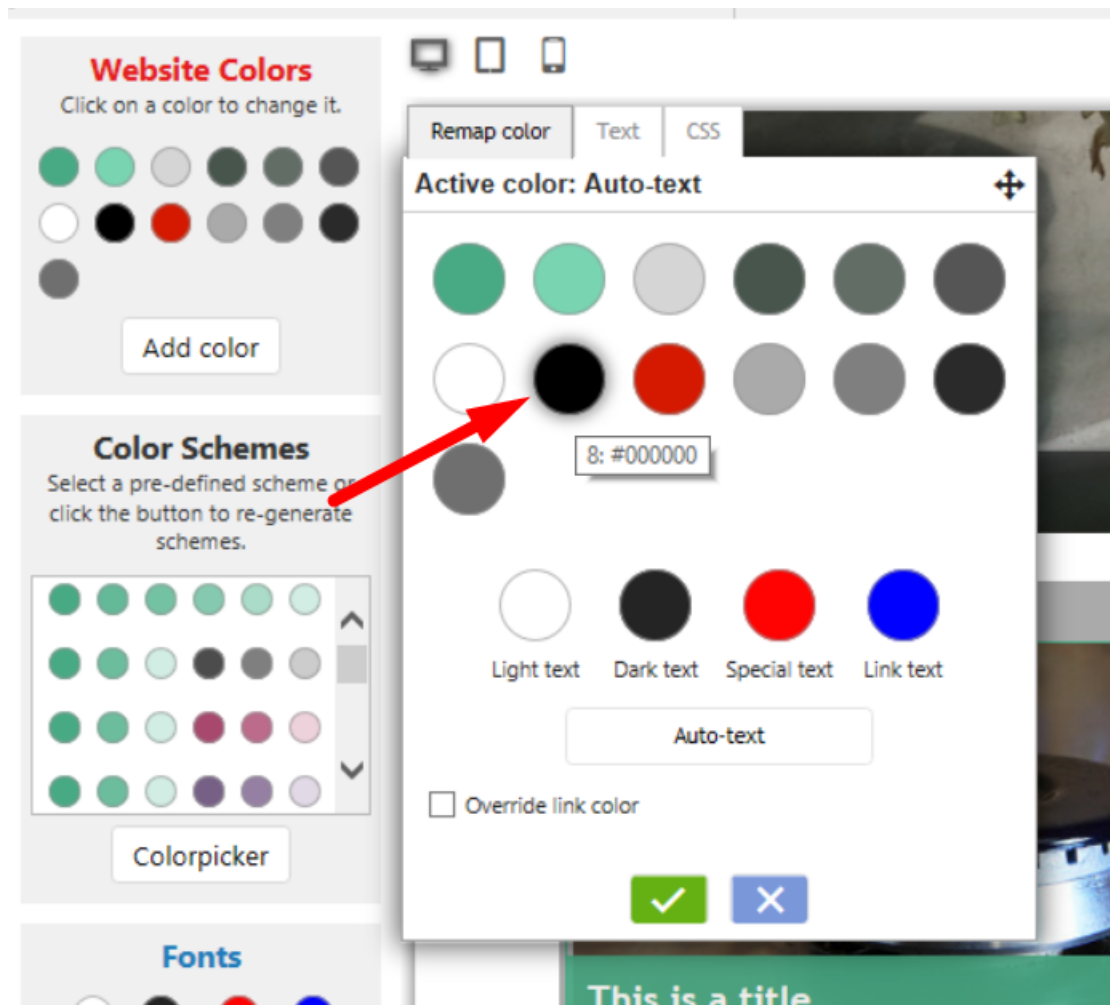 Website Colors
Click on a color to change it.
Add color
Color Schemes
Select a pre-defined scheme or
click the button to re-generate
schemes.
Colorpicker
Fonts
Remap color
Text
CSS
Active color: Auto-text
8: #000000
Light text
Dark text
Special text
Link text
Auto-text
Override link color
This is a title